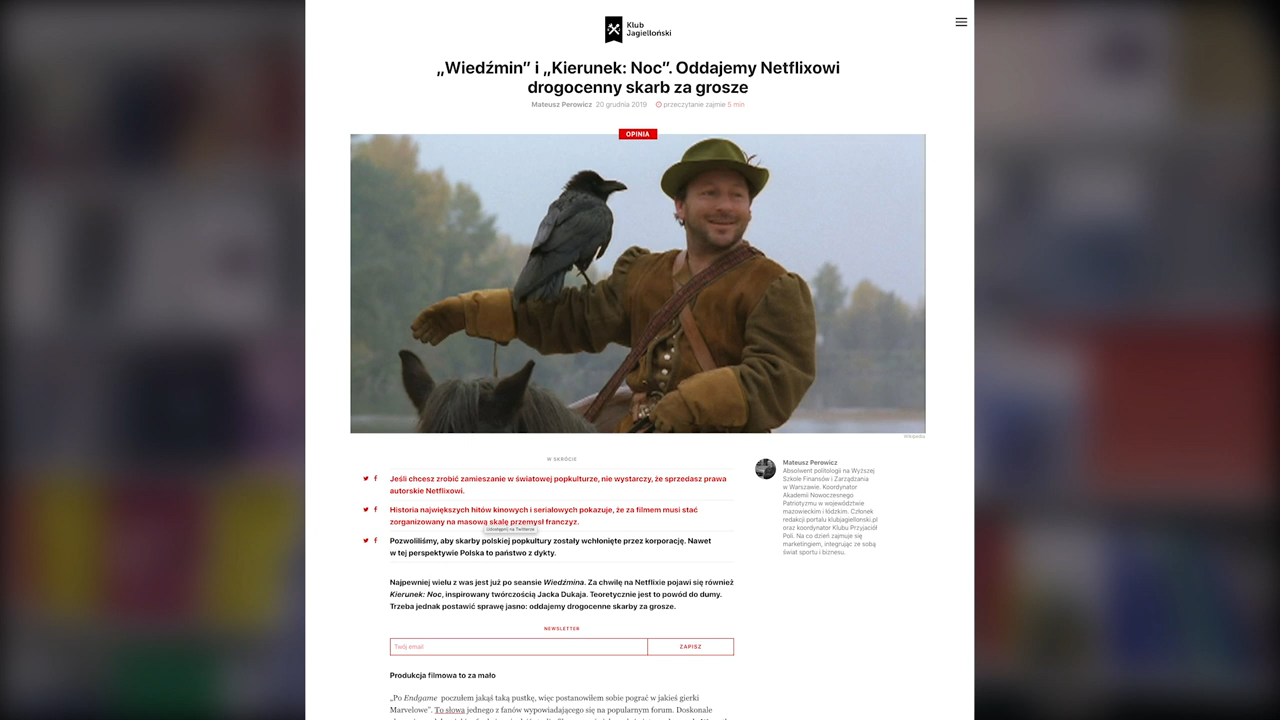 Klub
Jagielloński
„Wiedźmin” i „Kierunek: Noc”. Oddajemy Netflixowi
drogocenny skarb za grosze
Mateusz Perowicz 20 grudnia 2019 przeczytanie zajmie 5 min
OPINIA
Wikipedia
W SKRÓCIE
Jeśli chcesz zrobić zamieszanie w światowej popkulturze, nie wystarczy, że sprzedasz prawa
autorskie Netflixowi.
Historia największych hitów kinowych i serialowych pokazuje, że za filmem musi stać
zorganizowany na masową skalę przemysł franczyz.
Udostępnij na Twitterze
Pozwoliliśmy, aby skarby polskiej popkultury zostały wchłonięte przez korporację. Nawet
w tej perspektywie Polska to państwo z dykty.
Najpewniej wielu z was jest już po seansie Wiedźmina. Za chwilę na Netflixie pojawi się również
Kierunek: Noc, inspirowany twórczością Jacka Dukaja. Teoretycznie jest to powód do dumy.
Trzeba jednak postawić sprawę jasno: oddajemy drogocenne skarby za grosze.
NEWSLETTER
Twój email
ZAPISZ
Produkcja filmowa to za mało
„Po Endgame poczułem jakąś taką pustkę, więc postanowiłem sobie pograć w jakieś gierki
Marvelowe”. To słowa jednego z fanów wypowiadającego się na popularnym forum. Doskonale
Mateusz Perowicz
Absolwent politologii na Wyższej
Szkole Finansów i Zarządzania
w Warszawie. Koordynator
Akademii Nowoczesnego
Patriotyzmu w województwie
mazowieckim i łódzkim. Członek
redakcji portalu klubjagiellonski.pl
oraz koordynator Klubu Przyjaciół
Poli. Na co dzień zajmuje się
marketingiem, integrując ze sobą
świat sportu i biznesu.